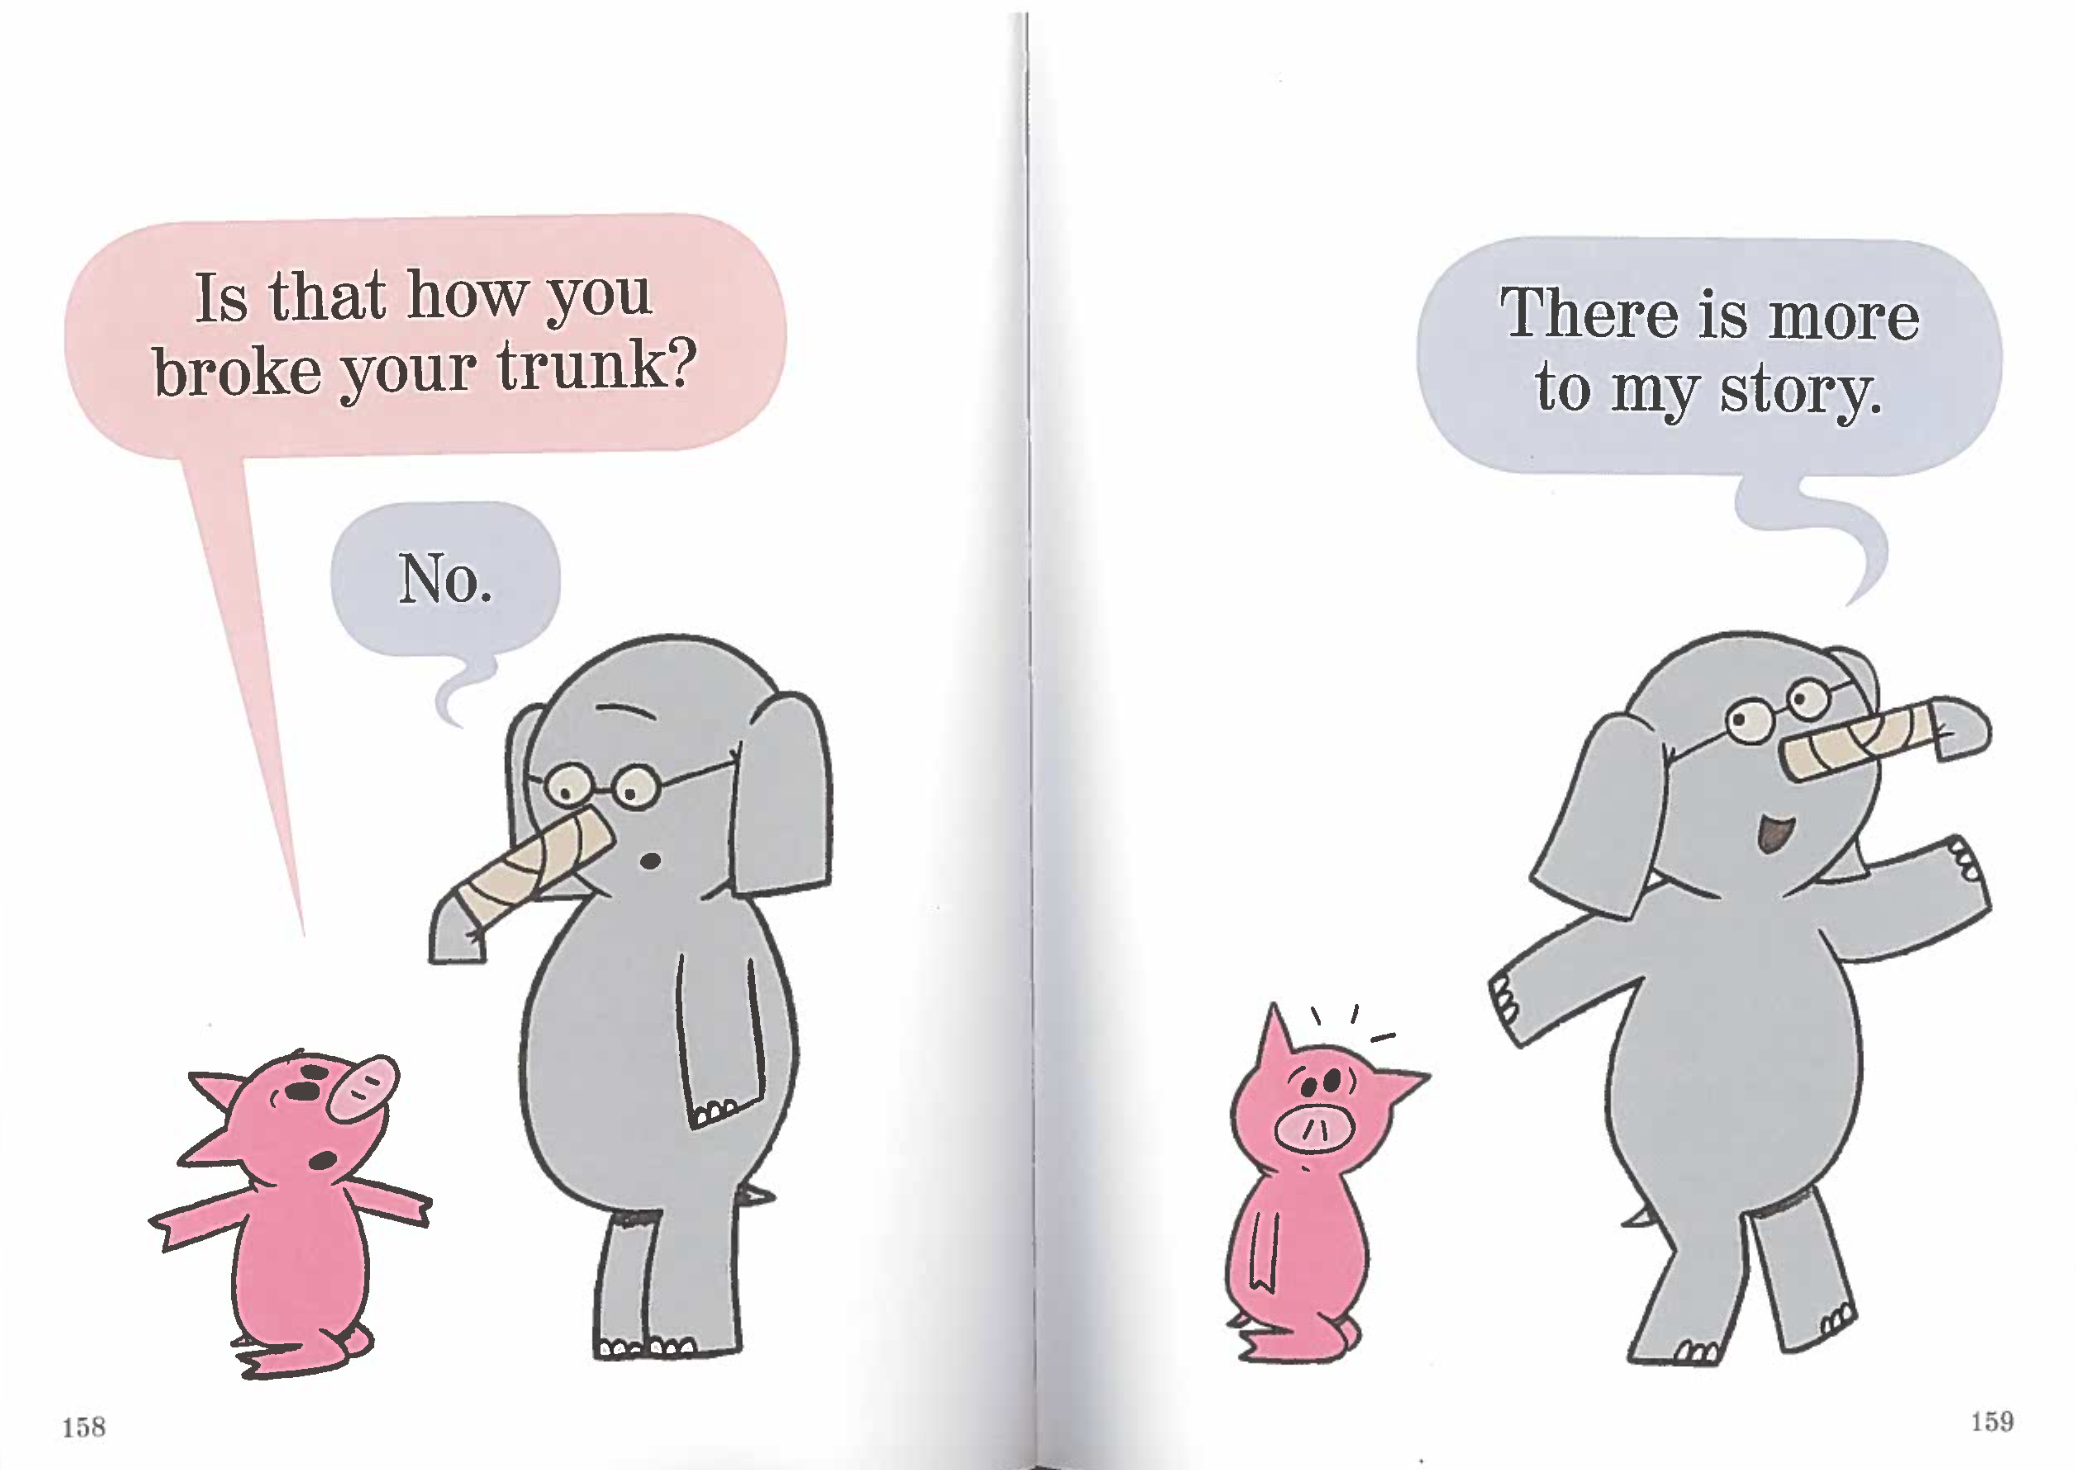 Is that how you
broke your trunk?
No.
158
There is more
to my story.
159